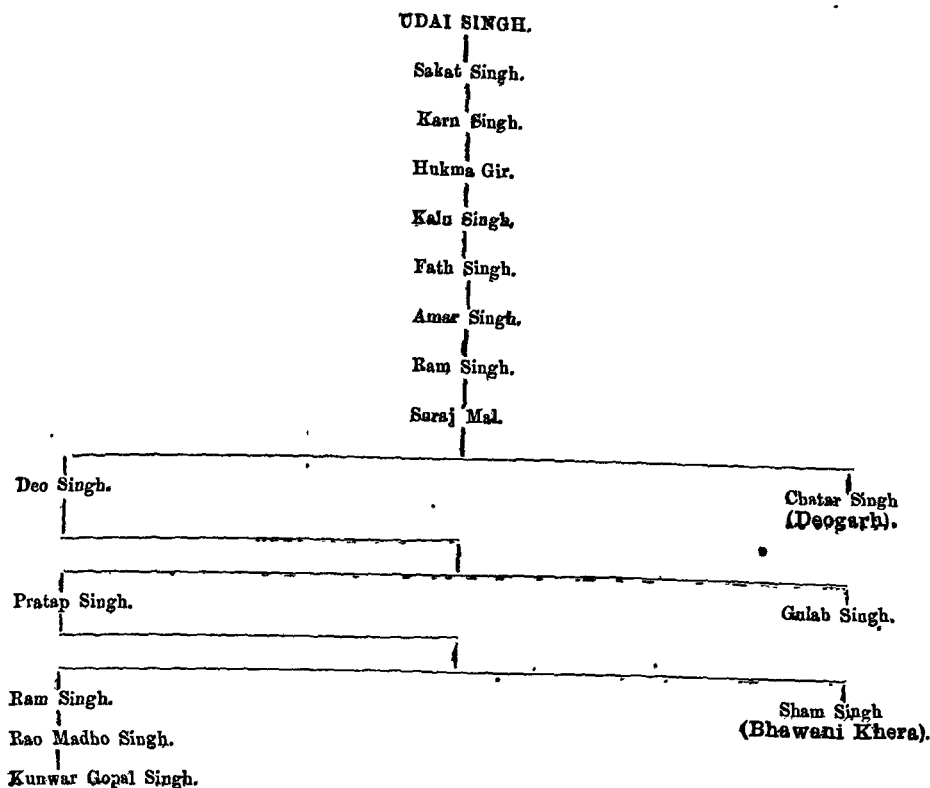 UDAI SINGH.
Sakat Singh.
Karn Singh.
Hukma Gir.
Kalu Singh.
Fath Singh.
Amar Singh.
Ram Singh.
Suraj Mal.
Deo Singh.
Chatar Singh
(Deogarh).
Pratap Singh.
Gulab Singh.
Ram Singh.
Sham Singh
(Bhawani Khera).
Rao Madho Singh.
Kunwar Gopal Singh.